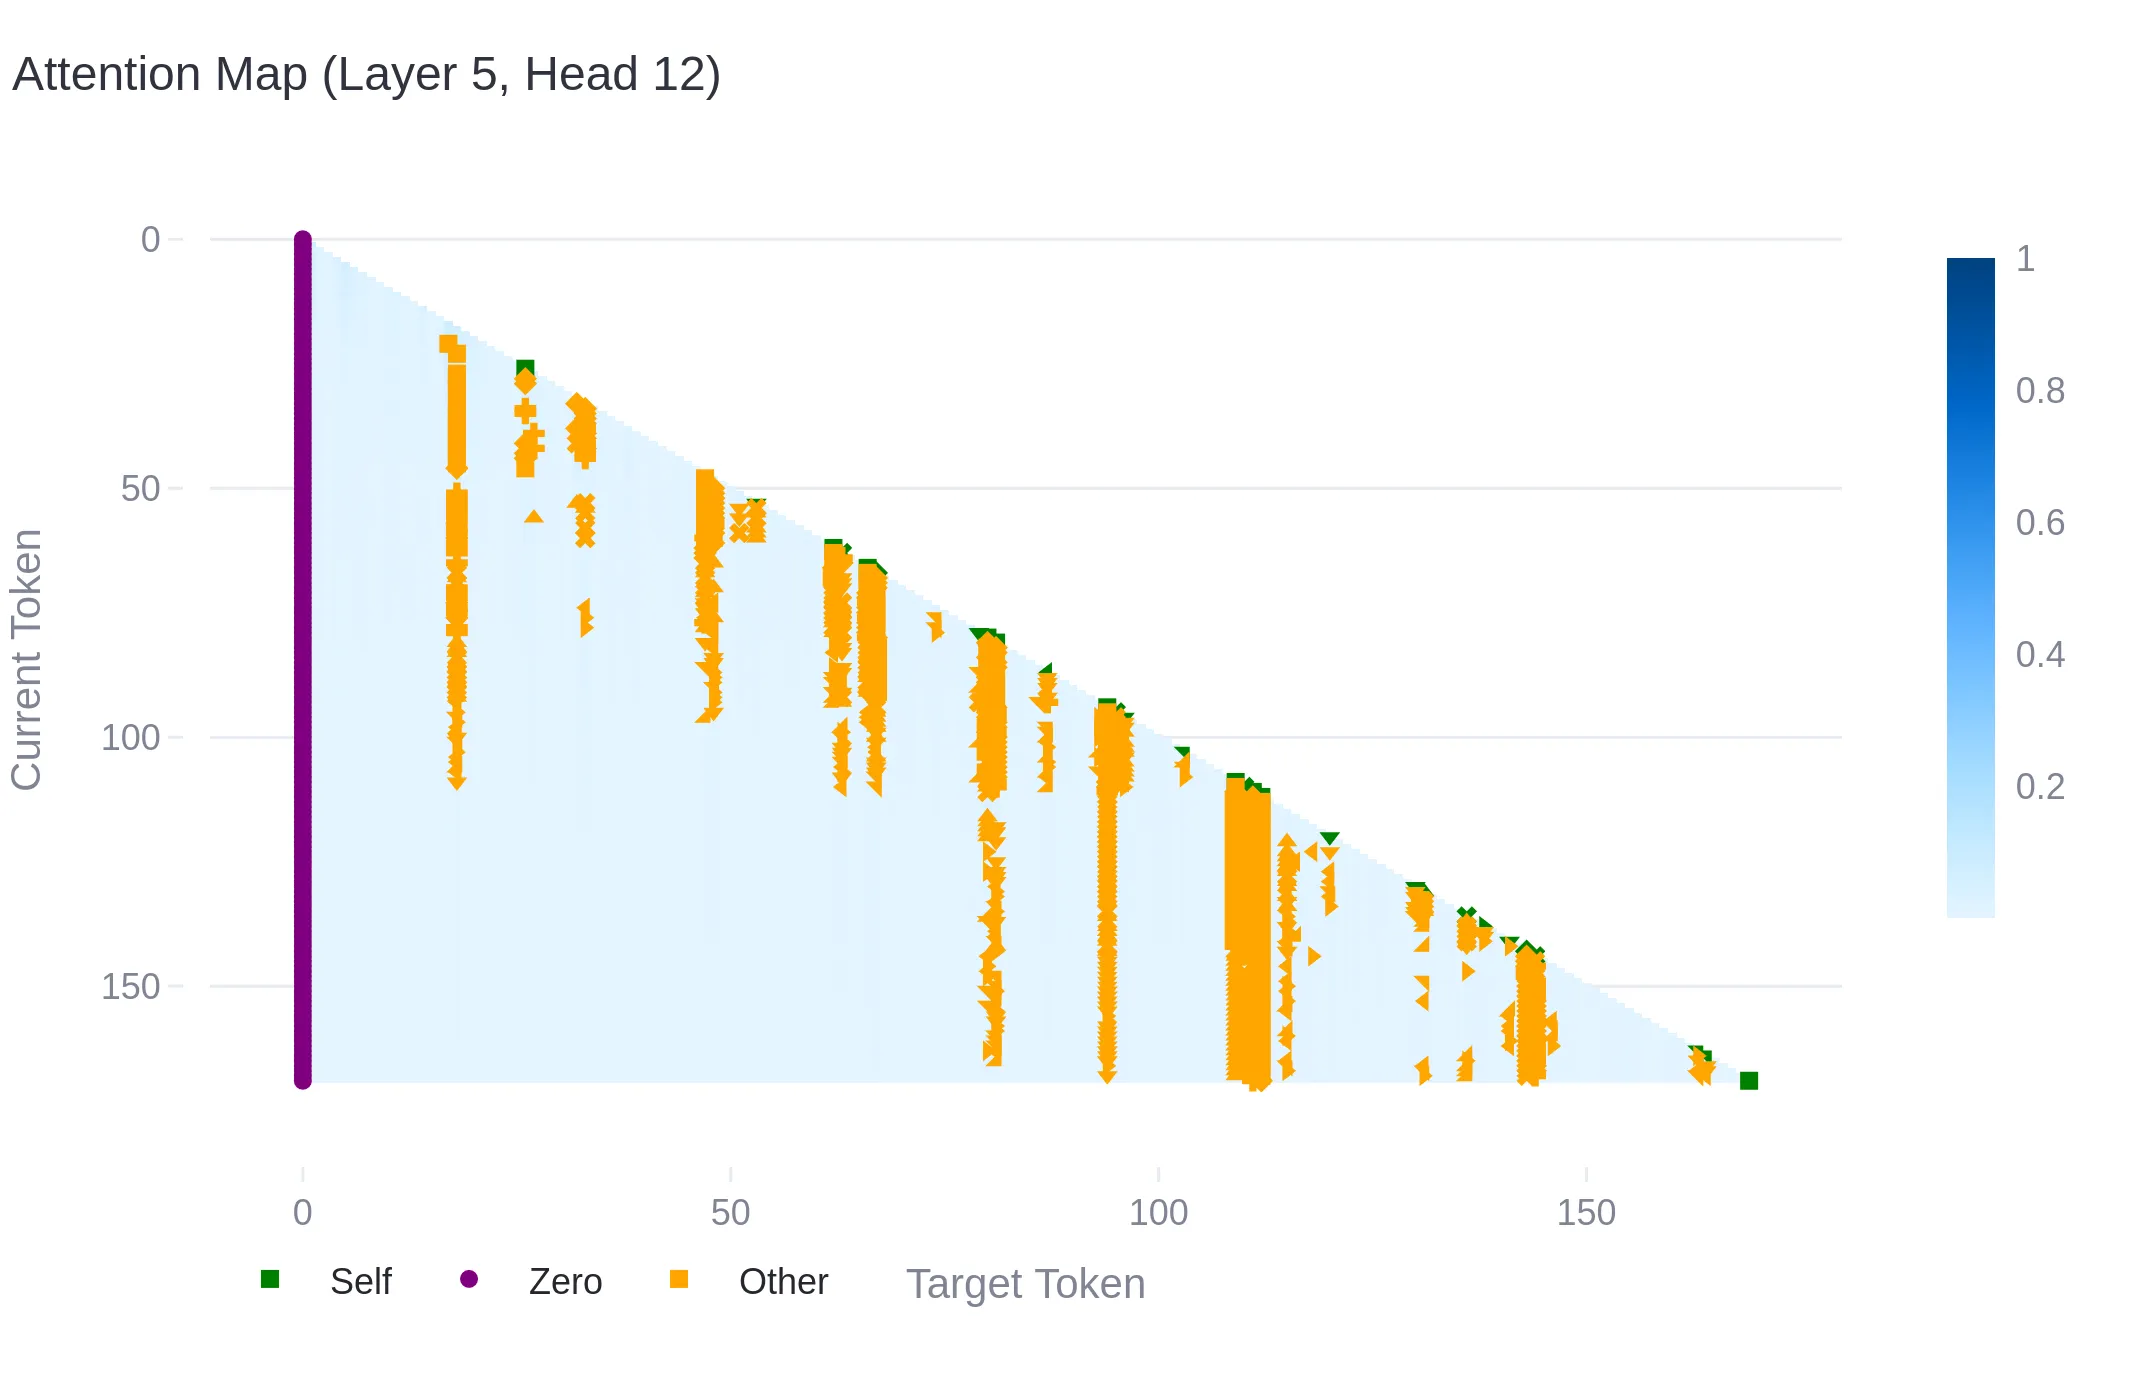 Attention Map (Layer 5, Head 12)
0
50
100
150
Current Token
1
0.8
0.6
0.4
0.2
0 50 100 150
Self Zero Other Target Token